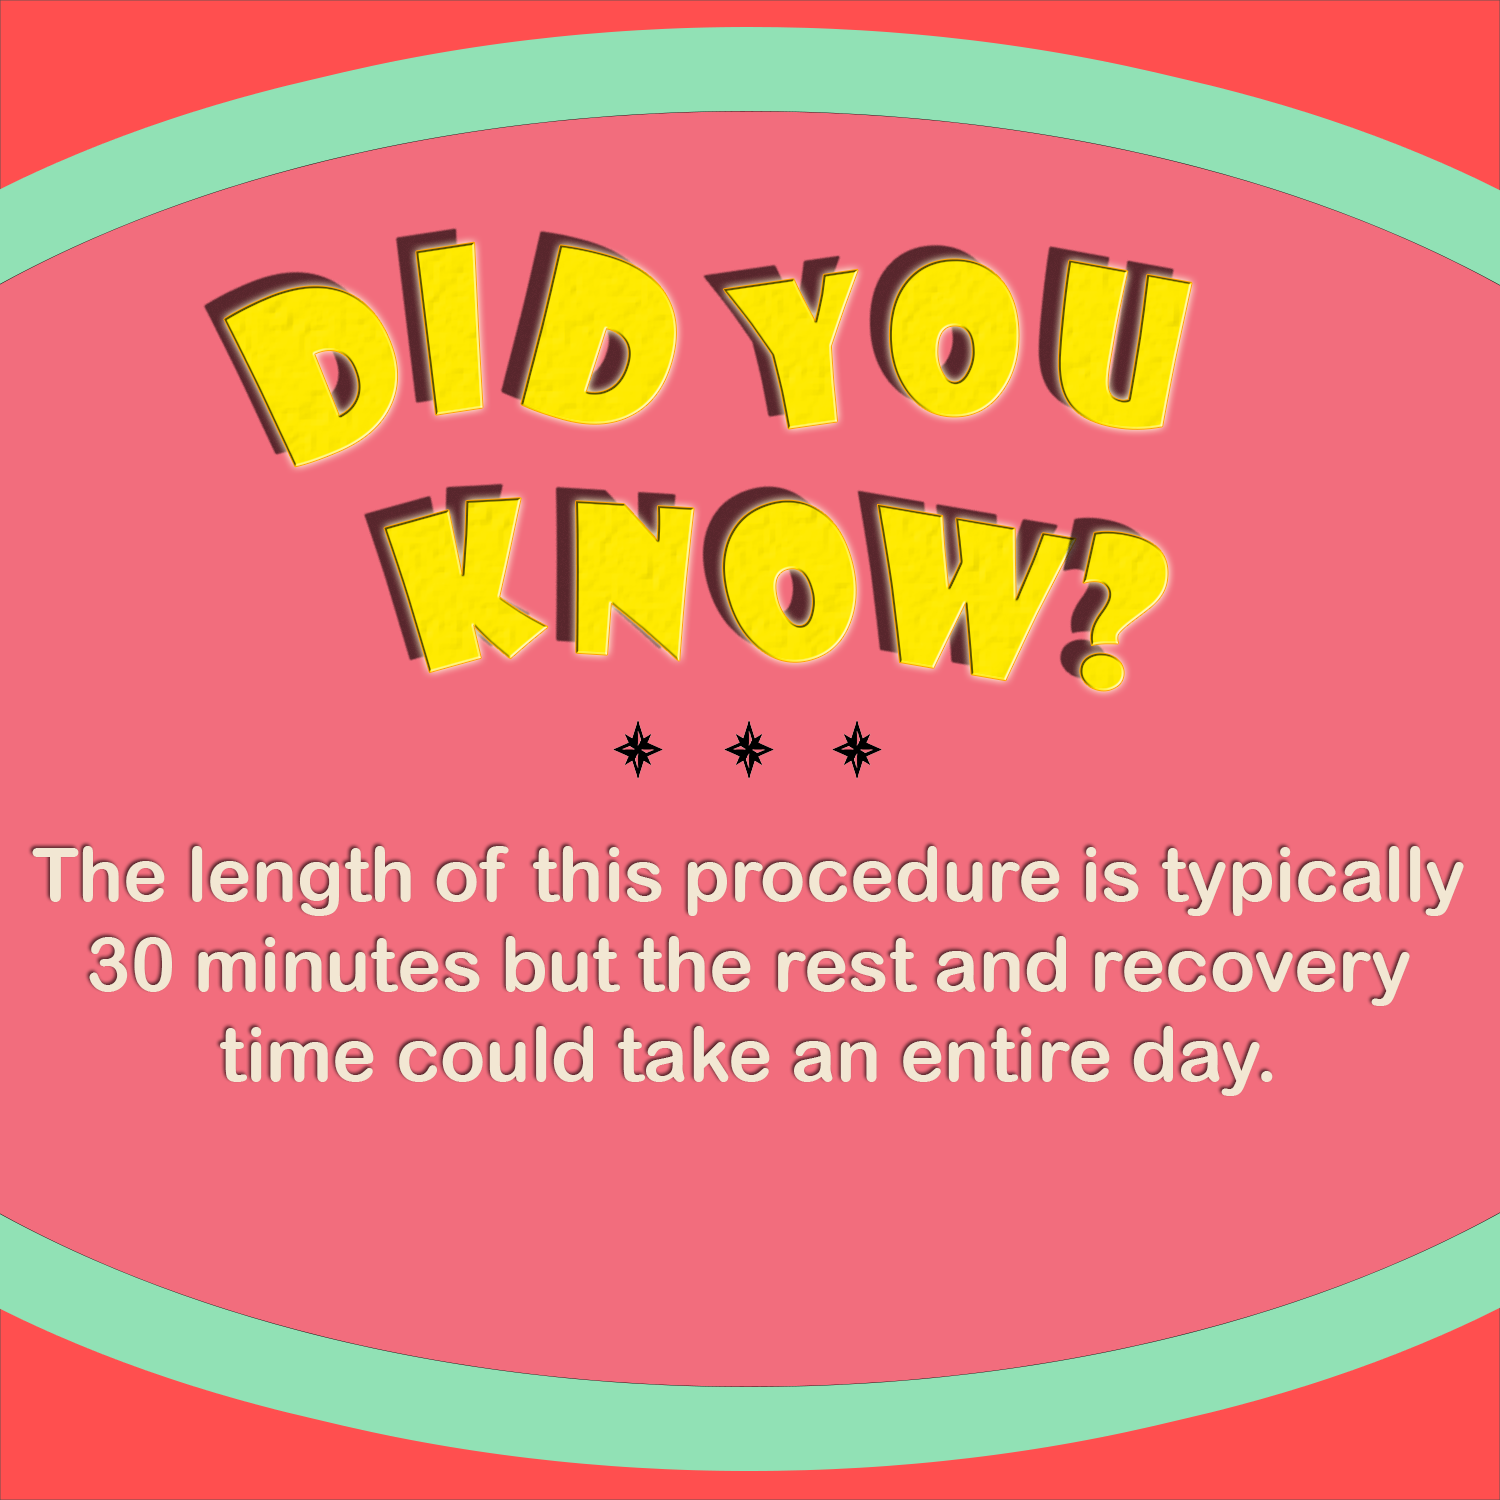 DID YOU
KNOW?
The length of this procedure is typically
30 minutes but the rest and recovery
time could take an entire day.